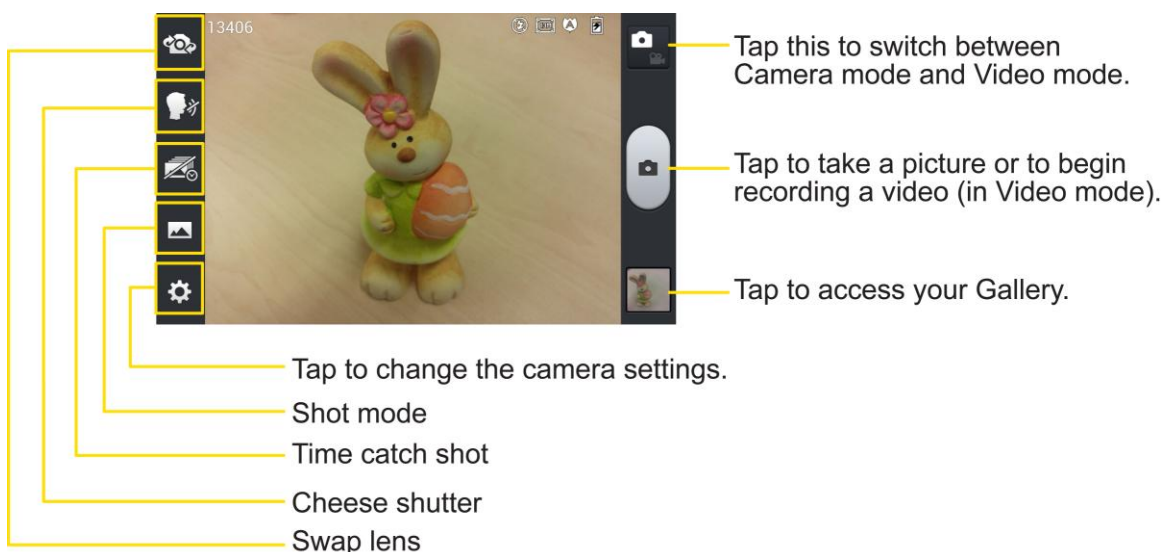 13406
Tap this to switch between
Camera mode and Video mode.
Tap to take a picture or to begin
recording a video (in Video mode).
Tap to access your Gallery.
Tap to change the camera settings.
Shot mode
Time catch shot
Cheese shutter
Swap lens